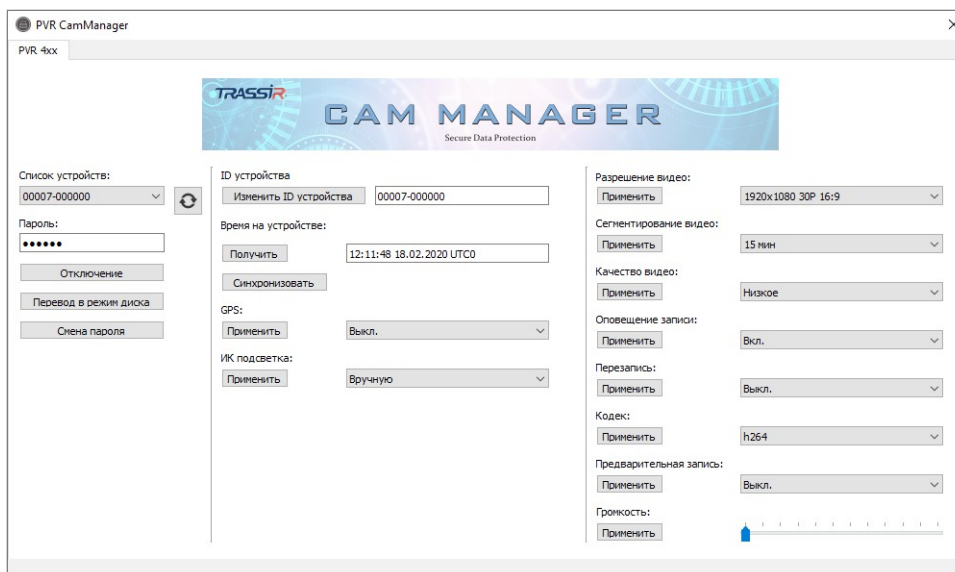 PVR CamManager
PVR 4xx
TRASSIR
CAM MANAGER
Secure Data Protection
Список устройств:
00007-000000
Пароль:
●●●●●●
Отключение
Перевод в режим диска
Смена пароля
ID устройства
Изменить ID устройства 00007-000000
Время на устройстве:
Получить 12:11:48 18.02.2020 UTC0
Синхронизовать
GPS:
Применить Выкл.
ИК подсветка:
Применить Вручную
Разрешение видео:
Применить 1920x1080 30P 16:9
Сегментирование видео:
Применить 15 мин
Качество видео:
Применить Низкое
Оповещение записи:
Применить Вкл.
Перезапись:
Применить Выкл.
Кодек:
Применить h264
Предварительная запись:
Применить Выкл.
Громкость:
Применить